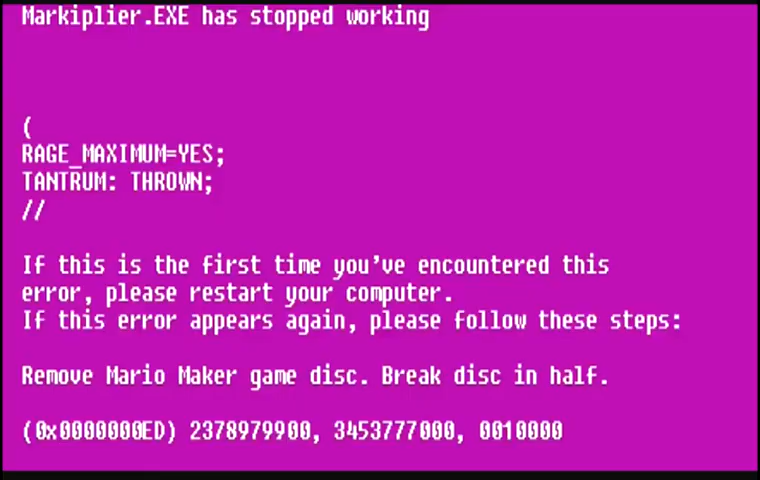 Markiplier.EXE has stopped working
(
RAGE_MAXIMUM=YES;
TANTRUM: THROWN;
//
If this is the first time you've encountered this
error, please restart your computer.
If this error appears again, please follow these steps:
Remove Mario Maker game disc. Break disc in half.
(0x0000000ED) 2378979900, 3453777000, 0010000